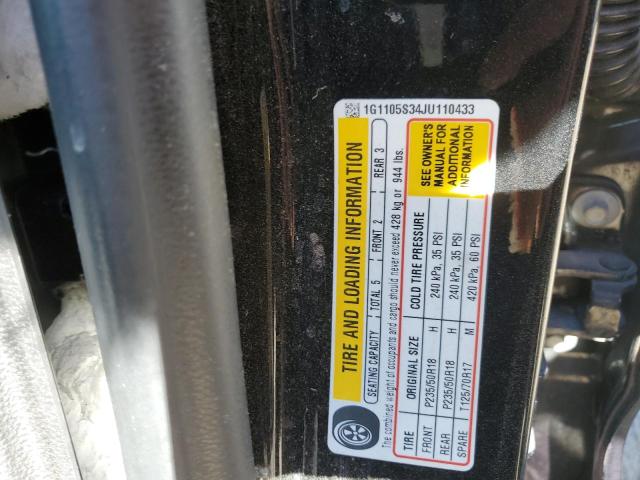 1G1105S34JU110433
TIRE AND LOADING INFORMATION
SEATING CAPACITY TOTAL 5 FRONT 2 REAR 3
The combined weight of occupants and cargo should never exceed 428 kg or 944 lbs.
TIRE ORIGINAL SIZE COLD TIRE PRESSURE
FRONT P235/50R18 H 240 kPa, 35 PSI
REAR P235/50R18 H 240 kPa, 35 PSI
SPARE T125/70R17 M 420 kPa, 60 PSI
SEE OWNER'S
MANUAL FOR
ADDITIONAL
INFORMATION